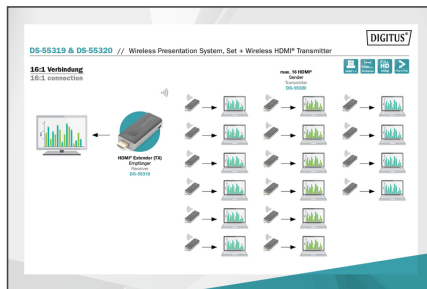 DIGITUS®
DS-55319 & DS-55320 // Wireless Presentation System, Set + Wireless HDMI® Transmitter
16:1 Verbindung
16:1 connection
max. 16 HDMI®
Sender
Transmitter
DS-55320
HDMI® Extender (TX)
Empfänger
Receiver
DS-55319